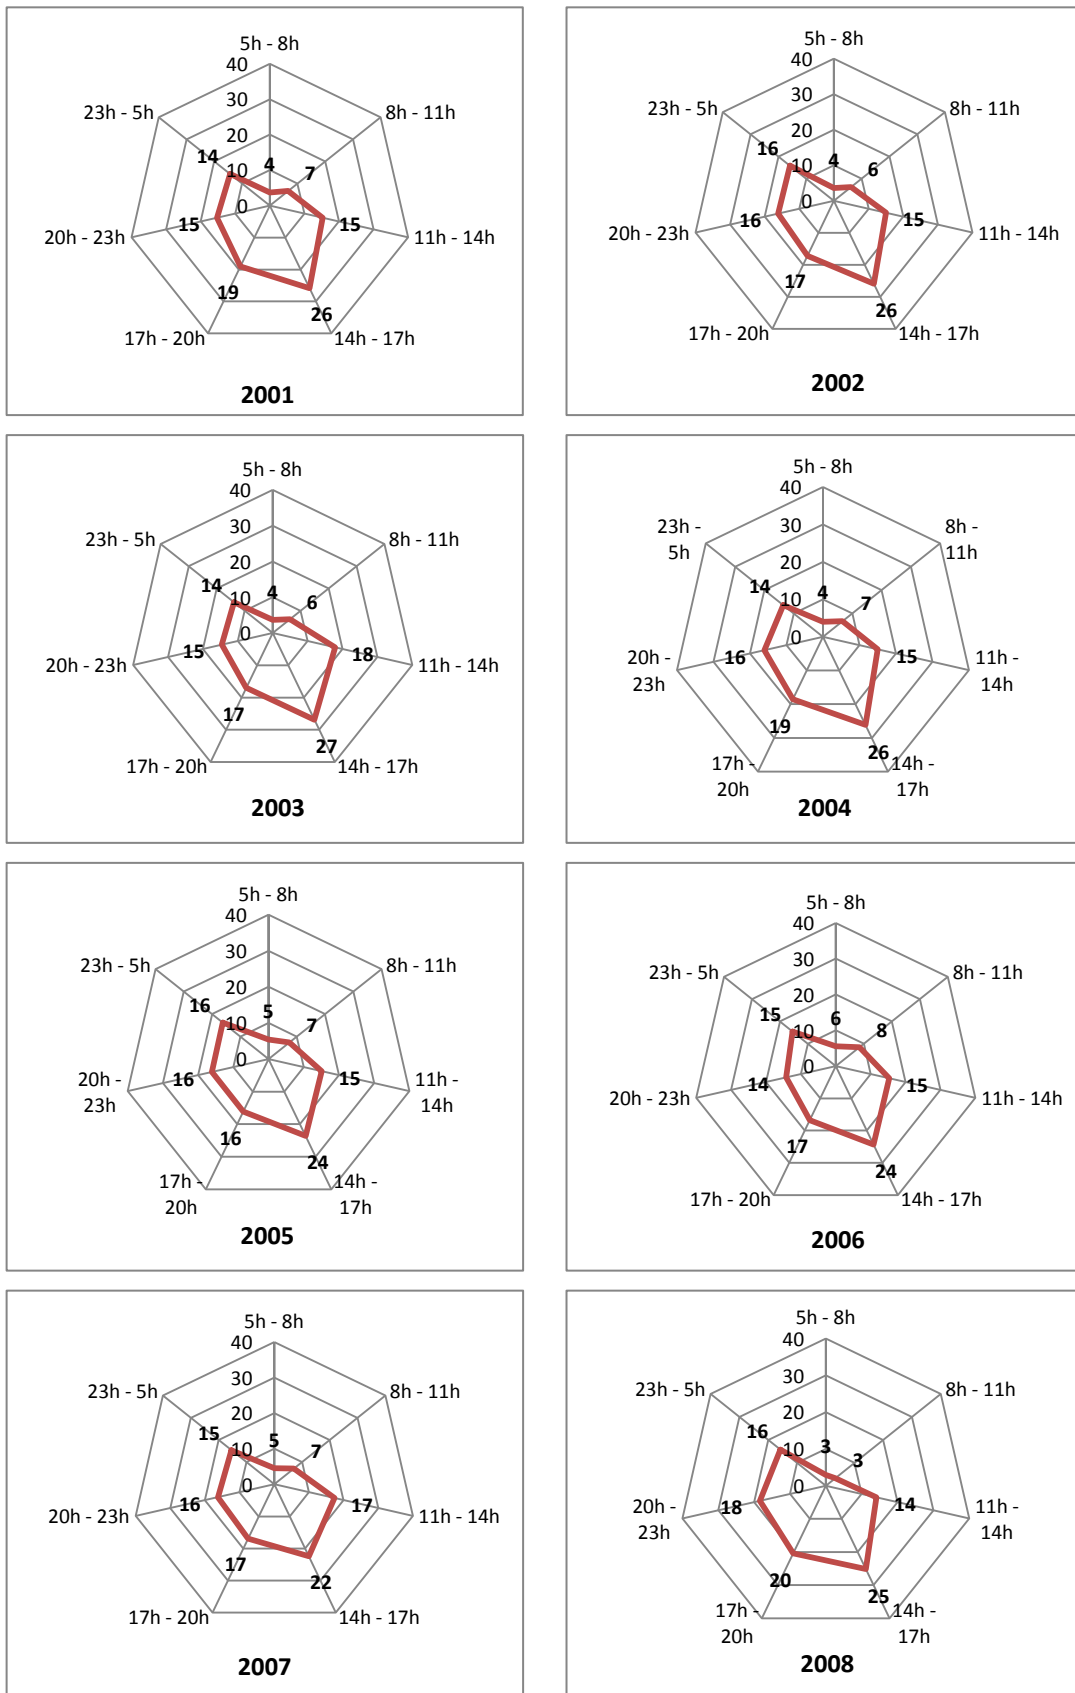 5h - 8h
40
23h - 5h
30
8h - 11h
20
14
4
7
10
0
15
15
20h - 23h
11h - 14h
19
26
17h - 20h
14h - 17h
2001
5h - 8h
40
23h - 5h
30
8h - 11h
20
16
4
6
10
0
16
15
20h - 23h
11h - 14h
17
26
17h - 20h
14h - 17h
2002
5h - 8h
40
23h - 5h
30
8h - 11h
20
14
4
6
10
0
15
18
20h - 23h
11h - 14h
17
27
17h - 20h
14h - 17h
2003
5h - 8h
40
23h -
5h
30
8h -
11h
20
14
4
7
10
0
16
15
20h -
23h
11h -
14h
19
26
17h -
20h
14h -
17h
2004
5h - 8h
40
23h - 5h
30
8h - 11h
20
16
5
7
10
0
16
15
20h -
23h
11h -
14h
16
24
17h -
20h
14h -
17h
2005
5h - 8h
40
23h - 5h
30
8h - 11h
20
15
6
8
10
0
14
15
20h - 23h
11h - 14h
17
24
17h - 20h
14h - 17h
2006
5h - 8h
40
23h - 5h
30
8h - 11h
20
15
5
7
10
0
16
17
20h - 23h
11h - 14h
17
22
17h - 20h
14h - 17h
2007
5h - 8h
40
23h - 5h
30
8h - 11h
20
16
3
3
10
0
18
14
20h -
23h
11h -
14h
20
25
17h -
20h
14h -
17h
2008